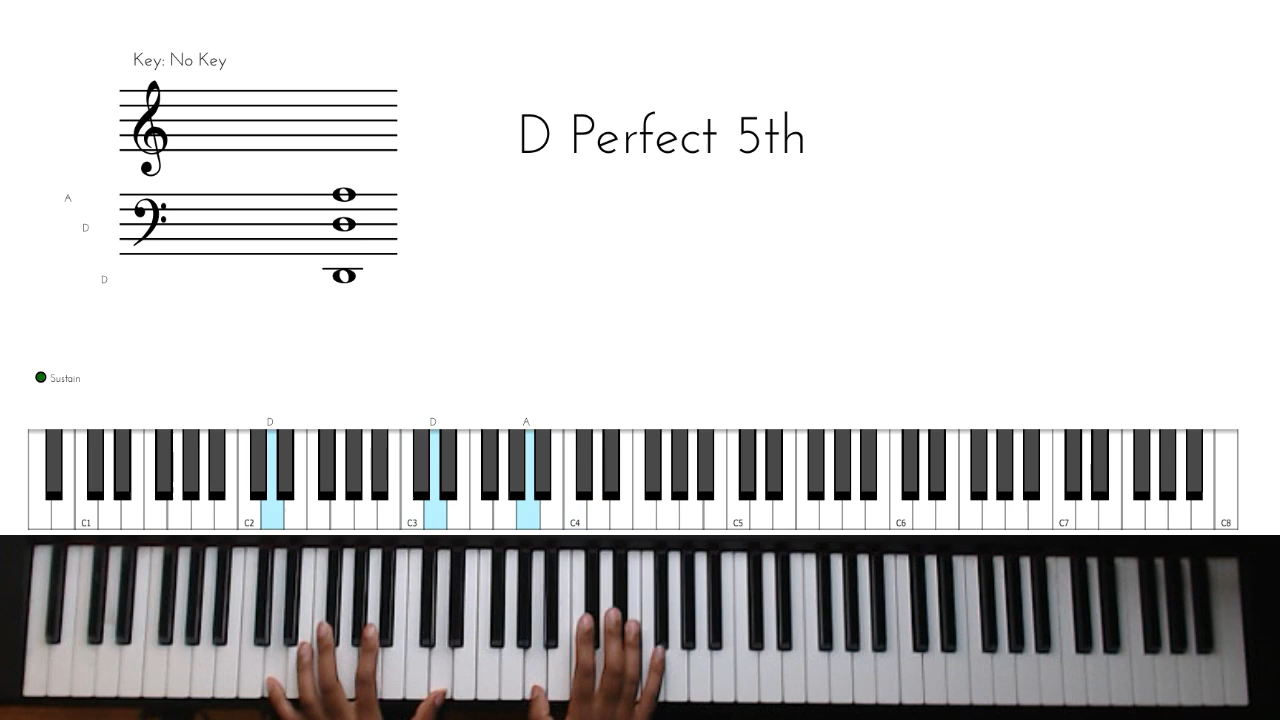 Key: No Key
D Perfect 5th
A
D
D
Sustain
D D A
C1 C2 C3 C4 C5 C6 C7 C8